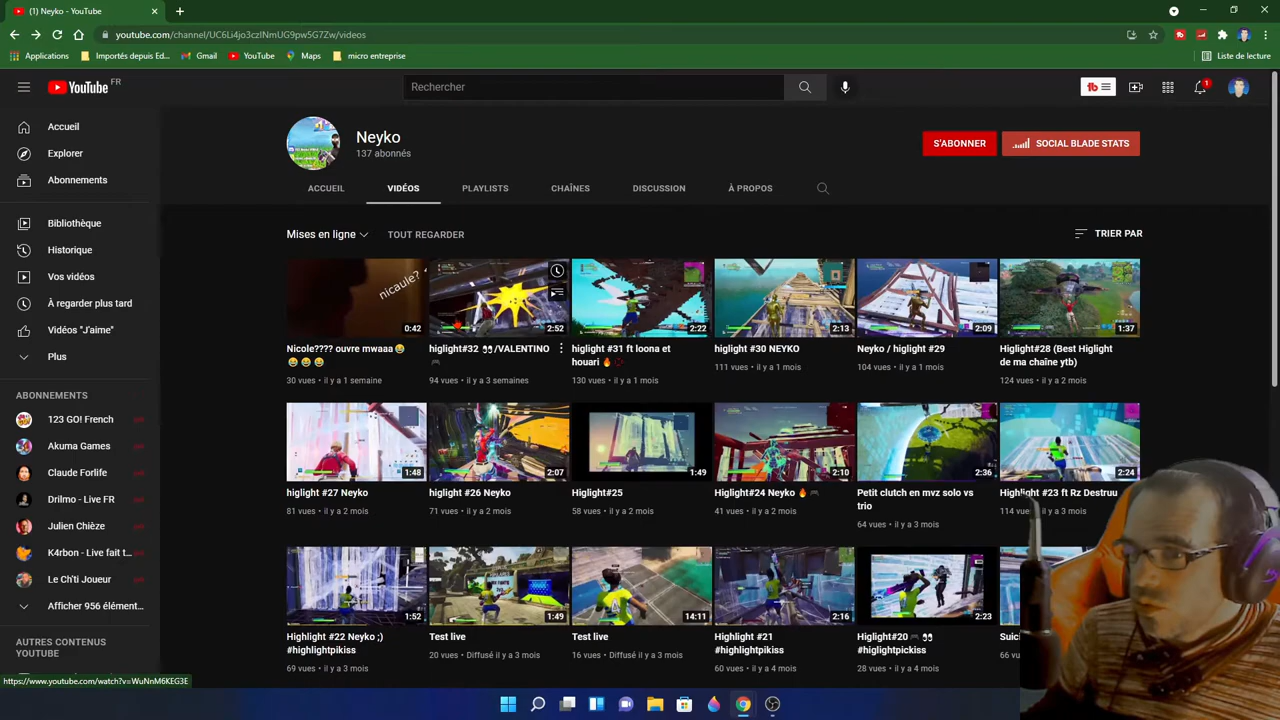 (1) Neyko - YouTube
youtube.com/channel/UC6Li4jo3czINmUG9pw5G7Zw/videos
Applications Importés depuis Ed... Gmail YouTube Maps micro entreprise Liste de lecture
YouTube FR
Rechercher
tb
1
Accueil
Explorer
Abonnements
Bibliothèque
Historique
Vos vidéos
À regarder plus tard
Vidéos "J'aime"
Plus
ABONNEMENTS
123 GO! French
Akuma Games
Claude Forlife
Drilmo - Live FR
Julien Chièze
K4rbon - Live fait t...
Le Ch'ti Joueur
Afficher 956 élément...
AUTRES CONTENUS
YOUTUBE
https://www.youtube.com/watch?v=WuNnM6KEG3E
Neyko
137 abonnés
S'ABONNER
SOCIAL BLADE STATS
ACCUEIL VIDÉOS PLAYLISTS CHAÎNES DISCUSSION À PROPOS
Mises en ligne TOUT REGARDER TRIER PAR
nicaule?
0:42 2:52 2:22 2:13 2:09 1:37
Nicole???? ouvre mwaaa😂
😂 😂 😂
30 vues • il y a 1 semaine
higlight#32 👀/VALENTINO
🎮
94 vues • il y a 3 semaines
higlight #31 ft loona et
houari 🔥
130 vues • il y a 1 mois
higlight #30 NEYKO
111 vues • il y a 1 mois
Neyko / higlight #29
104 vues • il y a 1 mois
Higlight#28 (Best Higlight
de ma chaîne ytb)
124 vues • il y a 2 mois
1:48 2:07 1:49 2:10 2:36 2:24
higlight #27 Neyko
81 vues • il y a 2 mois
higlight #26 Neyko
71 vues • il y a 2 mois
Higlight#25
58 vues • il y a 2 mois
Higlight#24 Neyko 🔥 🎮
41 vues • il y a 2 mois
Petit clutch en mvz solo vs
trio
64 vues • il y a 3 mois
Highlight #23 ft Rz Destruu
114 vues • il y a 3 mois
1:52 1:49 14:11 2:16 2:23
Highlight #22 Neyko ;)
#highlightpikiss
69 vues • il y a 3 mois
Test live
20 vues • Diffusé il y a 3 mois
Test live
16 vues • Diffusé il y a 3 mois
Highlight #21
#highlightpikiss
60 vues • il y a 4 mois
Higlight#20 🎮 👀
#higlightpickiss
28 vues • il y a 4 mois